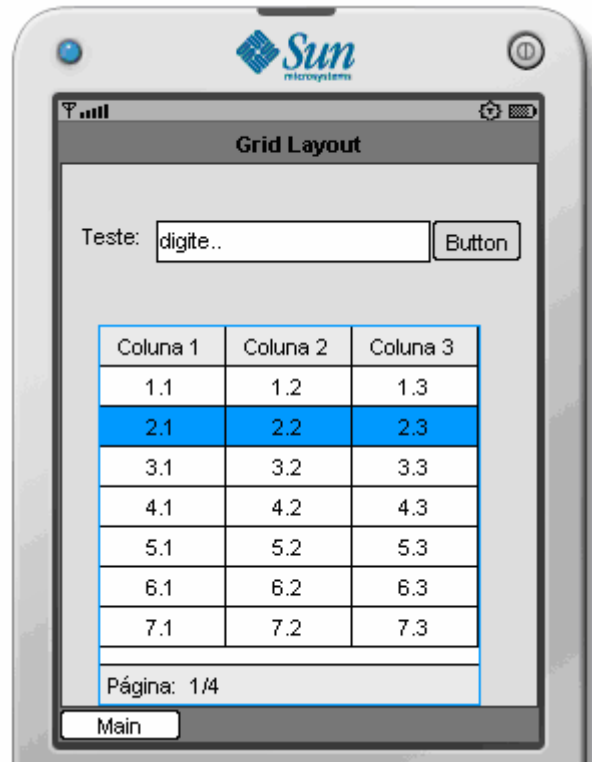 Sun
microsystems
Grid Layout
Teste: digite.. Button
Coluna 1 Coluna 2 Coluna 3
1.1 1.2 1.3
2.1 2.2 2.3
3.1 3.2 3.3
4.1 4.2 4.3
5.1 5.2 5.3
6.1 6.2 6.3
7.1 7.2 7.3
Página: 1/4
Main